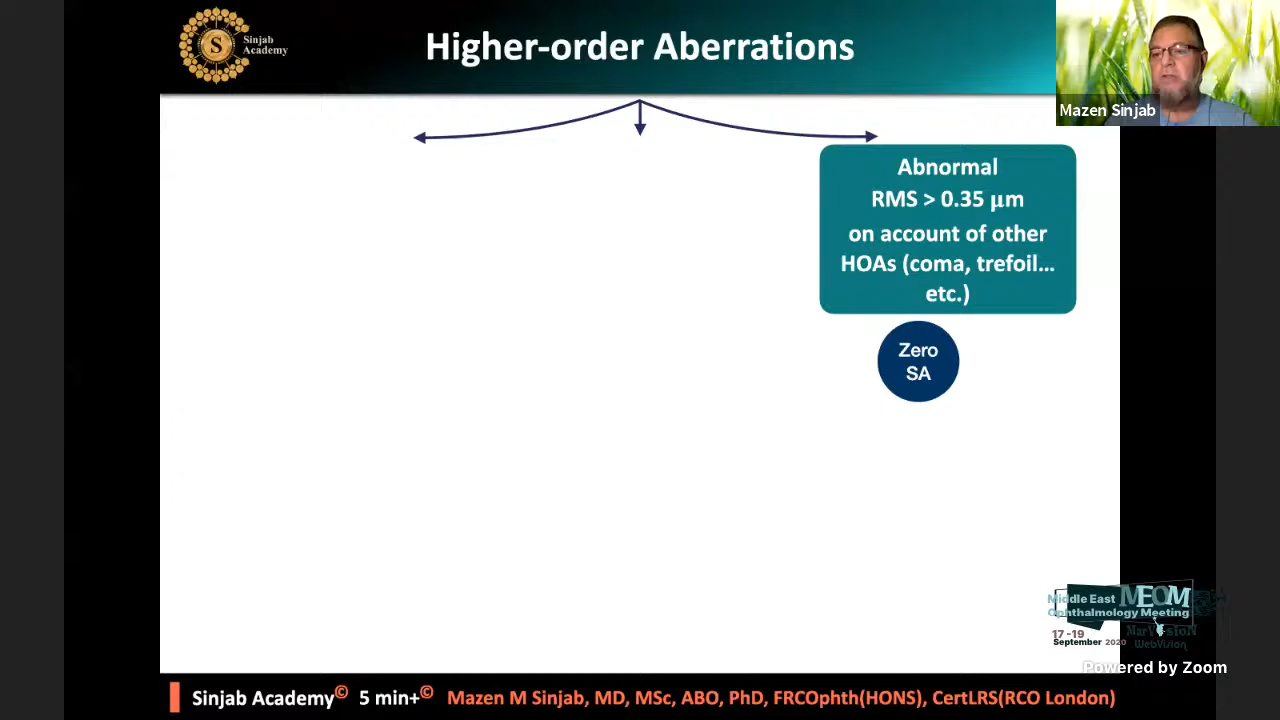 Sinjab
Academy
S
Higher-order Aberrations
Mazen Sinjab
Abnormal
RMS > 0.35 μm
on account of other
HOAs (coma, trefoil...
etc.)
Zero
SA
Middle East MEOM
Ophthalmology Meeting
17-19
September 2020
WebVision
Powered by Zoom
Sinjab Academy© 5 min+© Mazen M Sinjab, MD, MSc, ABO, PhD, FRCOphth(HONS), CertLRS(RCO London)